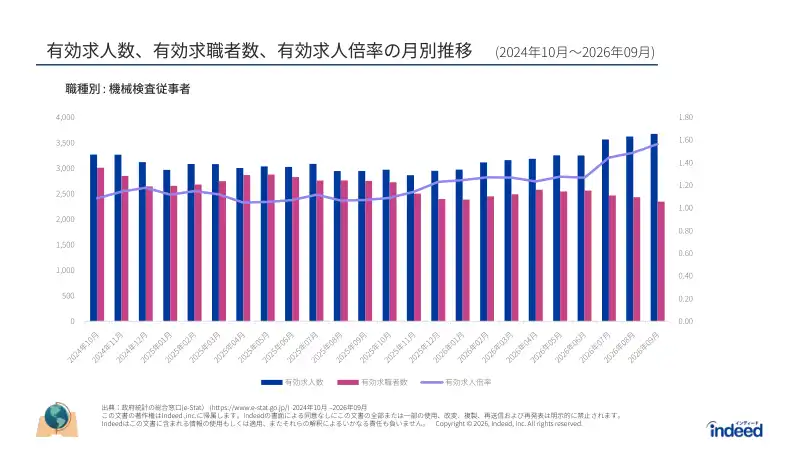 有効求人数、有効求職者数、有効求人倍率の月別推移 (2024年10月～2026年09月)
職種別 : 機械検査従事者
4,000
3,500
3,000
2,500
2,000
1,500
1,000
500
0
1.80
1.60
1.40
1.20
1.00
0.80
0.60
0.40
0.20
0.00
2024年10月
2024年11月
2024年12月
2025年01月
2025年02月
2025年03月
2025年04月
2025年05月
2025年06月
2025年07月
2025年08月
2025年09月
2025年10月
2025年11月
2025年12月
2026年01月
2026年02月
2026年03月
2026年04月
2026年05月
2026年06月
2026年07月
2026年08月
2026年09月
有効求人数 有効求職者数 有効求人倍率
出典：政府統計の総合窓口(e-Stat) (https://www.e-stat.go.jp/) 2024年10月 –2026年09月
この文書の著作権はIndeed ,Inc.に帰属します。Indeedの書面による同意なしにこの文書の全部または一部の使用、改変、複製、再送信および再発表は明示的に禁止されます。
Indeedはこの文書に含まれる情報の使用もしくは適用、またそれらの解釈によるいかなる責任も負いません。 Copyright © 2026, Indeed, Inc. All rights reserved.
インディード
indeed